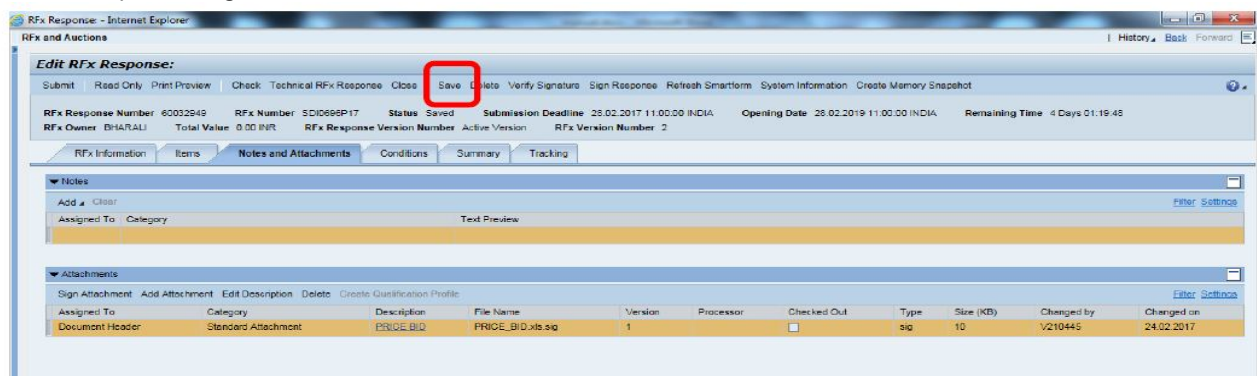 RFx Response: - Internet Explorer
RFx and Auctions | History Back Forward
Edit RFx Response:
Submit | Read Only Print Preview | Check Technical RFx Response Close | Save Delete Verify Signature Sign Response Refresh Smartform System Information Create Memory Snapshot
RFx Response Number 60032949 RFx Number SDI0696P17 Status Saved Submission Deadline 28.02.2017 11:00:00 INDIA Opening Date 28.02.2019 11:00:00 INDIA Remaining Time 4 Days 01:19:48
RFx Owner BHARALI Total Value 0.00 INR RFx Response Version Number Active Version RFx Version Number 2
RFx Information Items Notes and Attachments Conditions Summary Tracking
Notes
Add Clear Filter Settings
Assigned To Category Text Preview
Attachments
Sign Attachment Add Attachment Edit Description Delete Create Qualification Profile Filter Settings
Assigned To Category Description File Name Version Processor Checked Out Type Size (KB) Changed by Changed on
Document Header Standard Attachment PRICE BID PRICE_BID.xls.sig 1 sig 10 V210445 24.02.2017